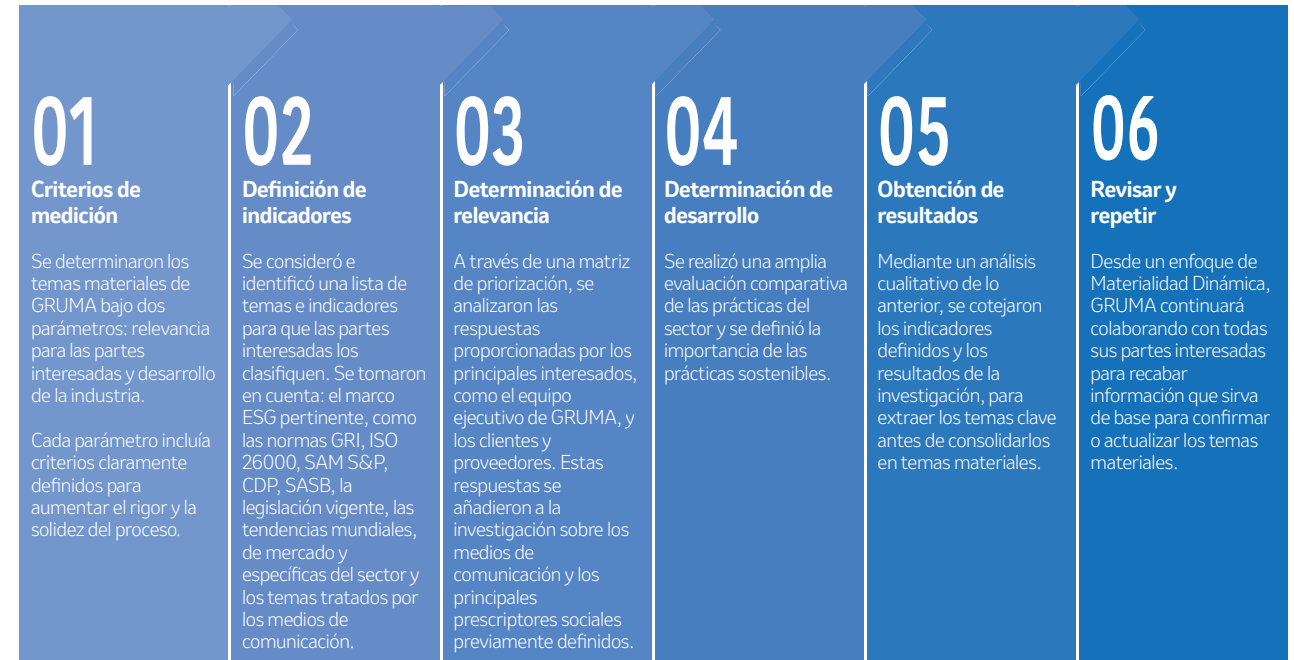 01
Criterios de
medición
Se determinaron los
temas materiales de
GRUMA bajo dos
parámetros: relevancia
para las partes
interesadas y desarrollo
de la industria.
Cada parámetro incluía
criterios claramente
definidos para
aumentar el rigor y la
solidez del proceso.
02
Definición de
indicadores
Se consideró e
identificó una lista de
temas e indicadores
para que las partes
interesadas los
clasifiquen. Se tomaron
en cuenta: el marco
ESG pertinente, como
las normas GRI, ISO
26000, SAM S&P,
CDP, SASB, la
legislación vigente, las
tendencias mundiales,
de mercado y
específicas del sector y
los temas tratados por
los medios de
comunicación.
03
Determinación de
relevancia
A través de una matriz
de priorización, se
analizaron las
respuestas
proporcionadas por los
principales interesados,
como el equipo
ejecutivo de GRUMA, y
los clientes y
proveedores. Estas
respuestas se
añadieron a la
investigación sobre los
medios de
comunicación y los
principales
prescriptores sociales
previamente definidos.
04
Determinación de
desarrollo
Se realizó una amplia
evaluación comparativa
de las prácticas del
sector y se definió la
importancia de las
prácticas sostenibles.
05
Obtención de
resultados
Mediante un análisis
cualitativo de lo
anterior, se cotejaron
los indicadores
definidos y los
resultados de la
investigación, para
extraer los temas clave
antes de consolidarlos
en temas materiales.
06
Revisar y
repetir
Desde un enfoque de
Materialidad Dinámica,
GRUMA continuará
colaborando con todas
sus partes interesadas
para recabar
información que sirva
de base para confirmar
o actualizar los temas
materiales.